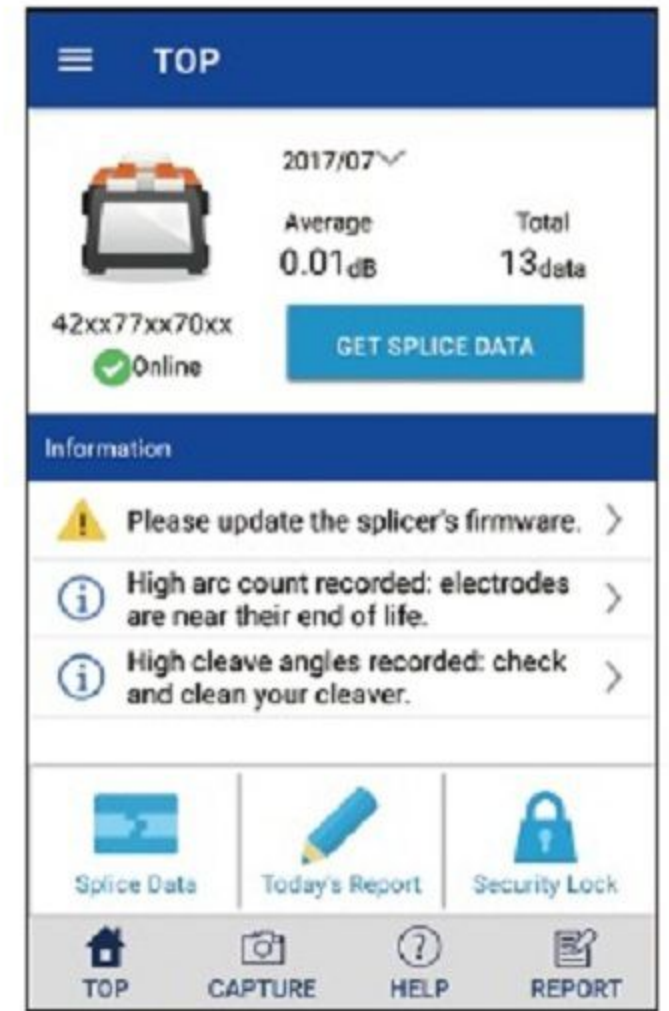 TOP
2017/07
Average Total
0.01dB 13data
42xx77xx70xx
Online
GET SPLICE DATA
Information
Please update the splicer's firmware.
High arc count recorded: electrodes
are near their end of life.
High cleave angles recorded: check
and clean your cleaver.
Splice Data Today's Report Security Lock
TOP CAPTURE HELP REPORT